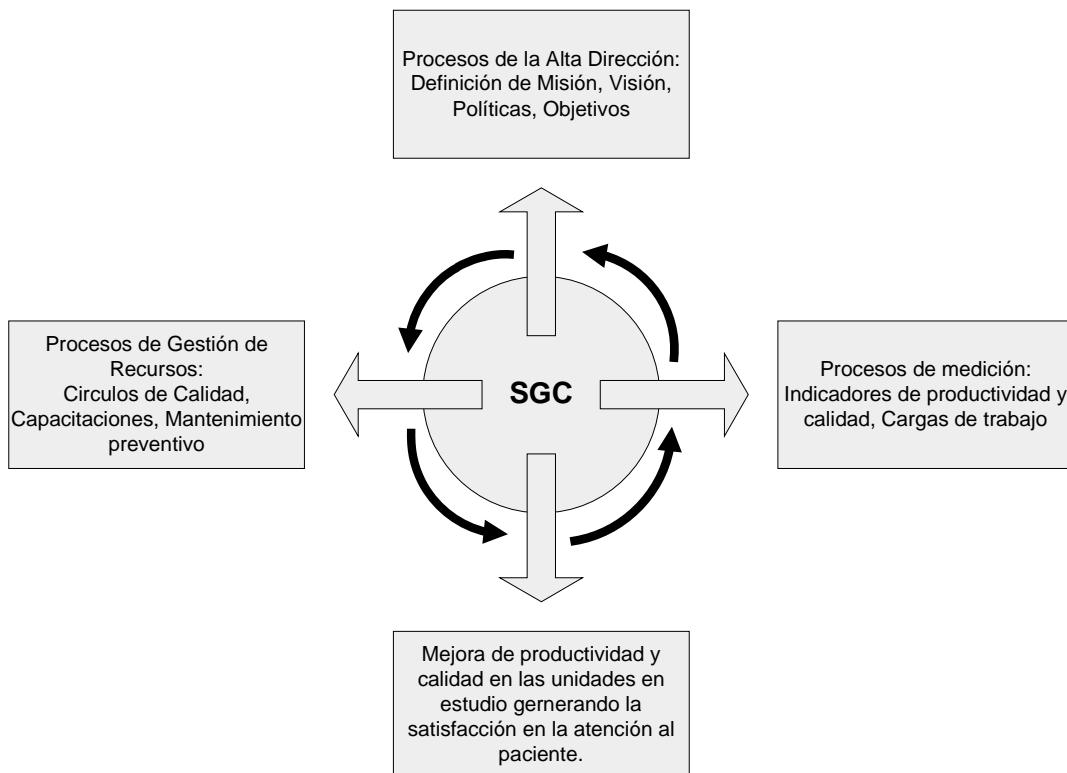 Procesos de la Alta Dirección:
Definición de Misión, Visión,
Políticas, Objetivos
Procesos de Gestión de
Recursos:
Circulos de Calidad,
Capacitaciones, Mantenimiento
preventivo
SGC
Procesos de medición:
Indicadores de productividad y
calidad, Cargas de trabajo
Mejora de productividad y
calidad en las unidades en
estudio gernerando la
satisfacción en la atención al
paciente.